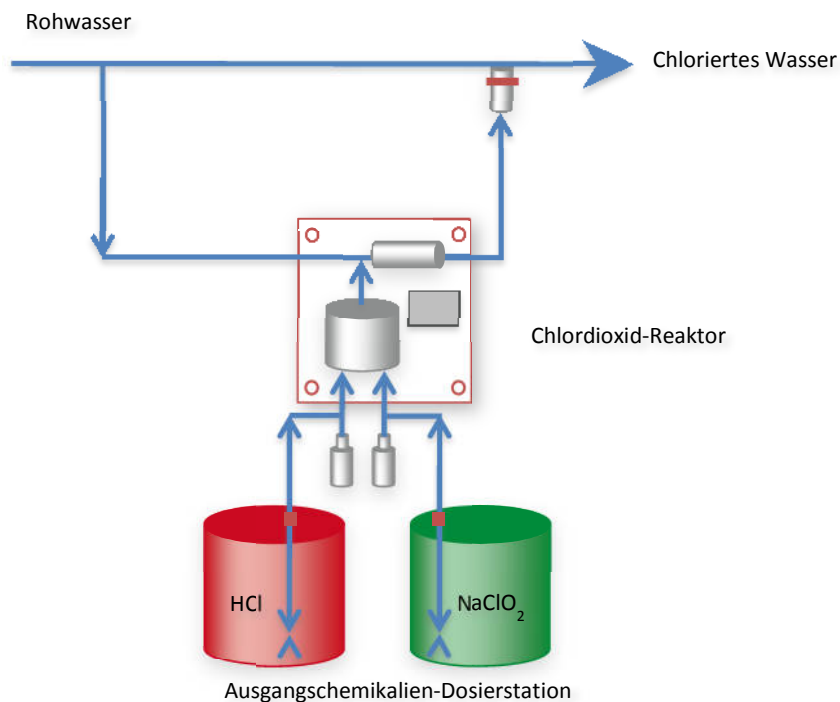 Rohwasser
Chloriertes Wasser
Chlordioxid-Reaktor
HCl
NaClO₂
Ausgangschemikalien-Dosierstation